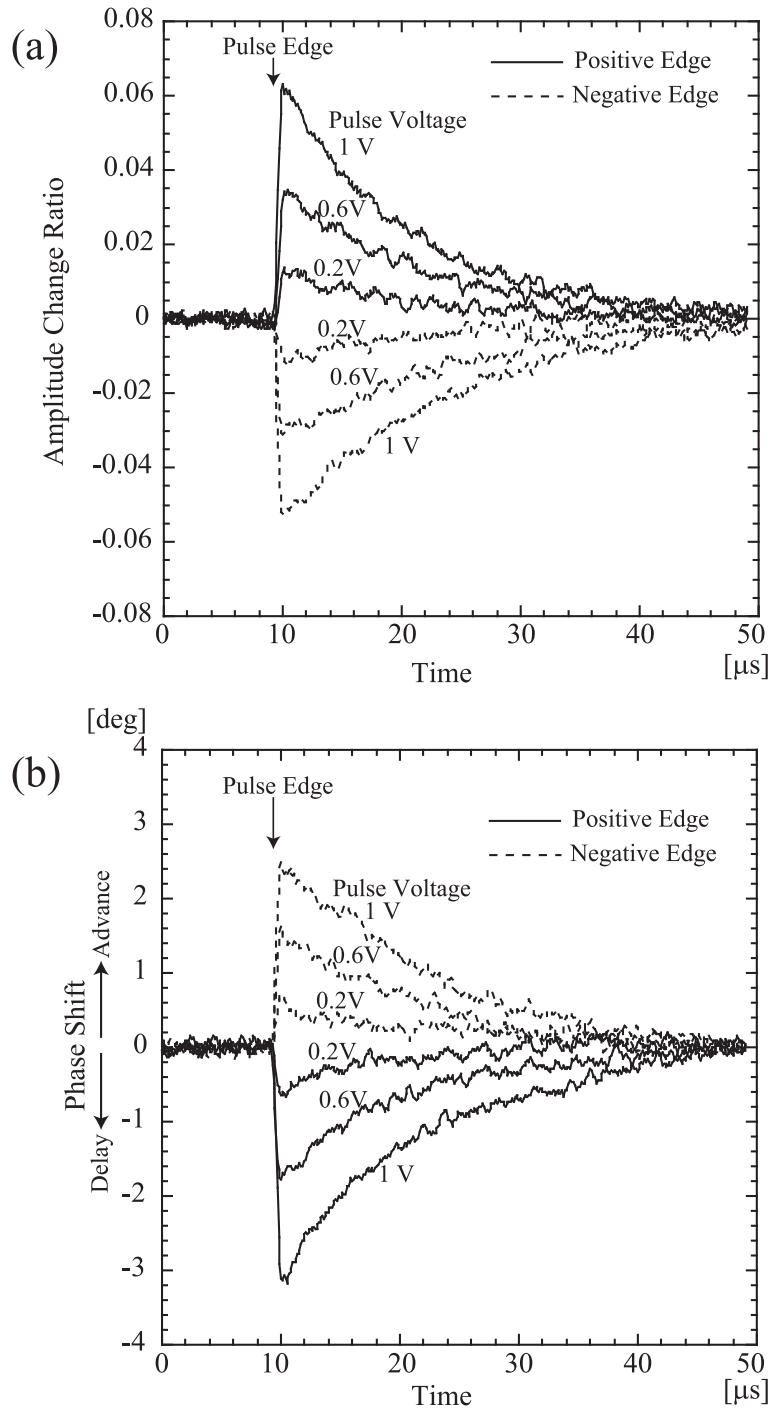 (a)
Pulse Edge
Positive Edge
Negative Edge
Pulse Voltage
1 V
0.6V
0.2V
0.2V
0.6V
1 V
Amplitude Change Ratio
0.08
0.06
0.04
0.02
0
-0.02
-0.04
-0.06
-0.08
0 10 20 30 40 50
Time
[μs]
[deg]
(b)
Pulse Edge
Positive Edge
Negative Edge
Pulse Voltage
1 V
0.6V
0.2V
0.2V
0.6V
1 V
Phase Shift
Advance
Delay
4
3
2
1
0
-1
-2
-3
-4
0 10 20 30 40 50
Time
[μs]